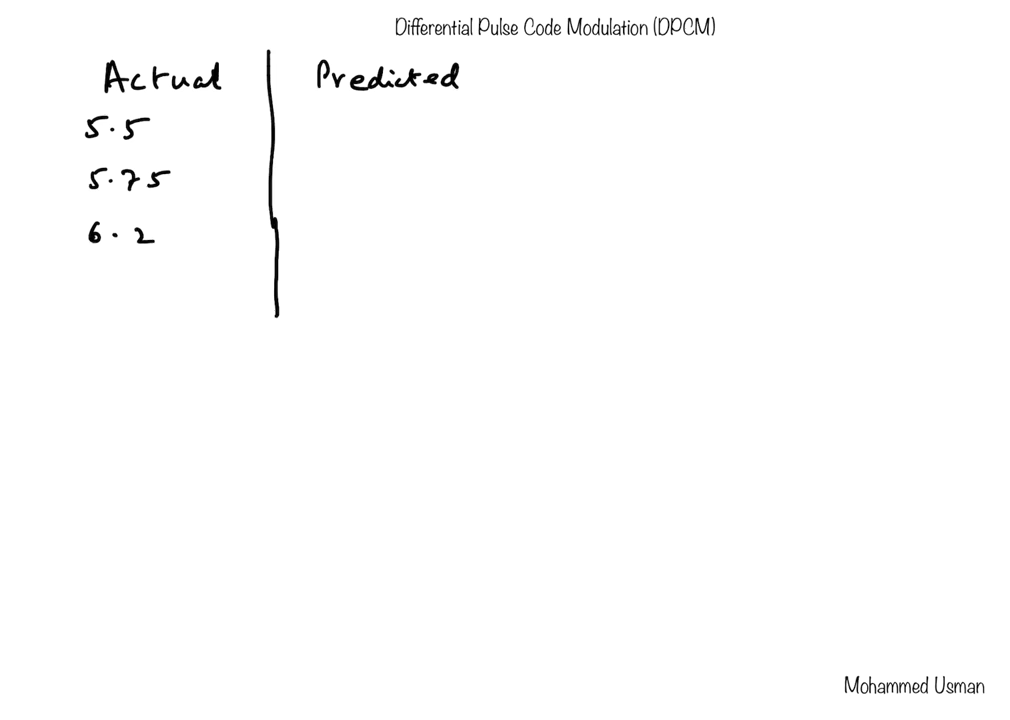 Differential Pulse Code Modulation (DPCM)
Actual Predicted
5.5
5.75
6.2
Mohammed Usman